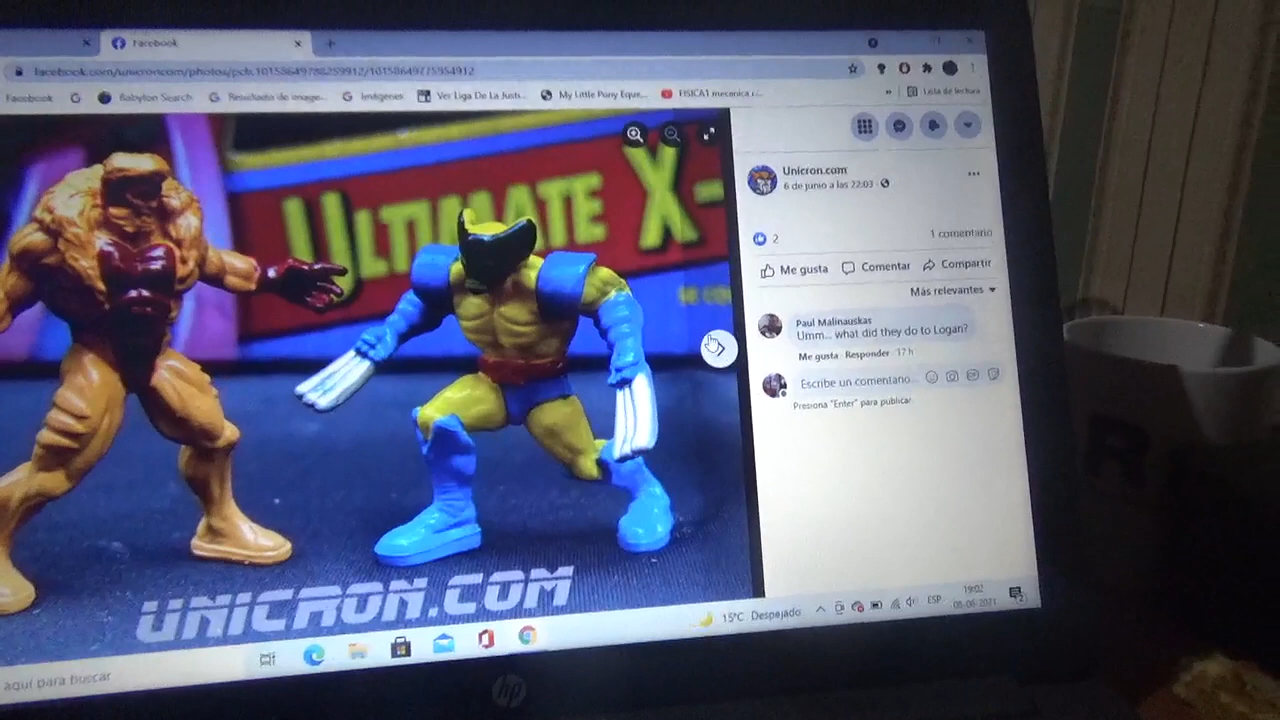 Facebook
facebook.com/unicroncom/photos/pcb.10158649788259912/10158649775954912
Facebook
Babylon Search
Resultado de image...
Imágenes
Ver Liga De La Justi...
My Little Pony Eque...
FISICA1 mecanica i...
»
Lista de lectura
ULTIMATE X-
Unicron.com
6 de junio a las 22:03
2
1 comentario
Me gusta
Comentar
Compartir
Más relevantes
Paul Malinauskas
Umm... what did they do to Logan?
Me gusta · Responder · 17 h
Escribe un comentario...
Presiona "Enter" para publicar.
UNICRON.COM
aquí para buscar
15°C Despejado
ESP
19:02
08-06-2021
2
hp
R